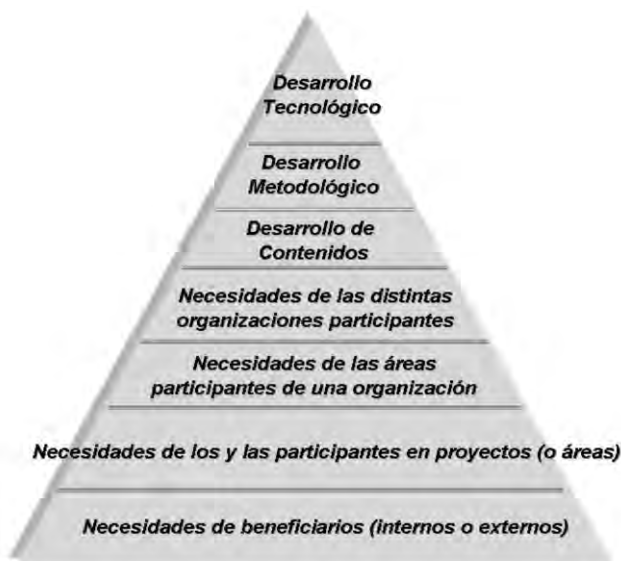 Desarrollo
Tecnológico
Desarrollo
Metodológico
Desarrollo de
Contenidos
Necesidades de las distintas
organizaciones participantes
Necesidades de las áreas
participantes de una organización
Necesidades de los y las participantes en proyectos (o áreas)
Necesidades de beneficiarios (internos o externos)